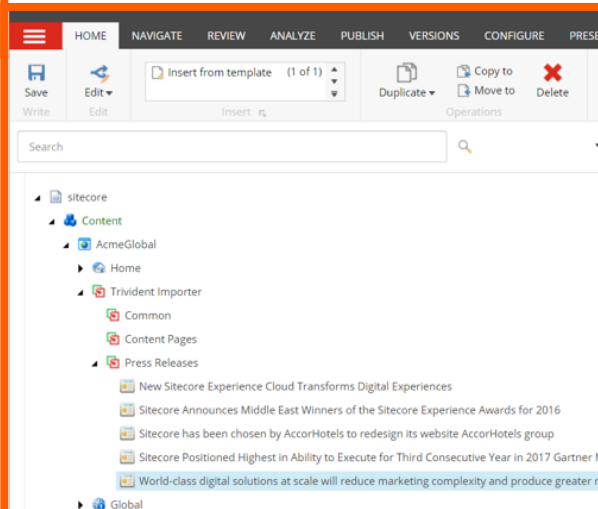 HOME NAVIGATE REVIEW ANALYZE PUBLISH VERSIONS CONFIGURE PRESE
Save Edit Insert from template (1 of 1) Duplicate Copy to Move to Delete
Write Edit Insert Operations
Search
sitecore
Content
AcmeGlobal
Home
Trivident Importer
Common
Content Pages
Press Releases
New Sitecore Experience Cloud Transforms Digital Experiences
Sitecore Announces Middle East Winners of the Sitecore Experience Awards for 2016
Sitecore has been chosen by AccorHotels to redesign its website AccorHotels group
Sitecore Positioned Highest in Ability to Execute for Third Consecutive Year in 2017 Gartner
World-class digital solutions at scale will reduce marketing complexity and produce greater
Global